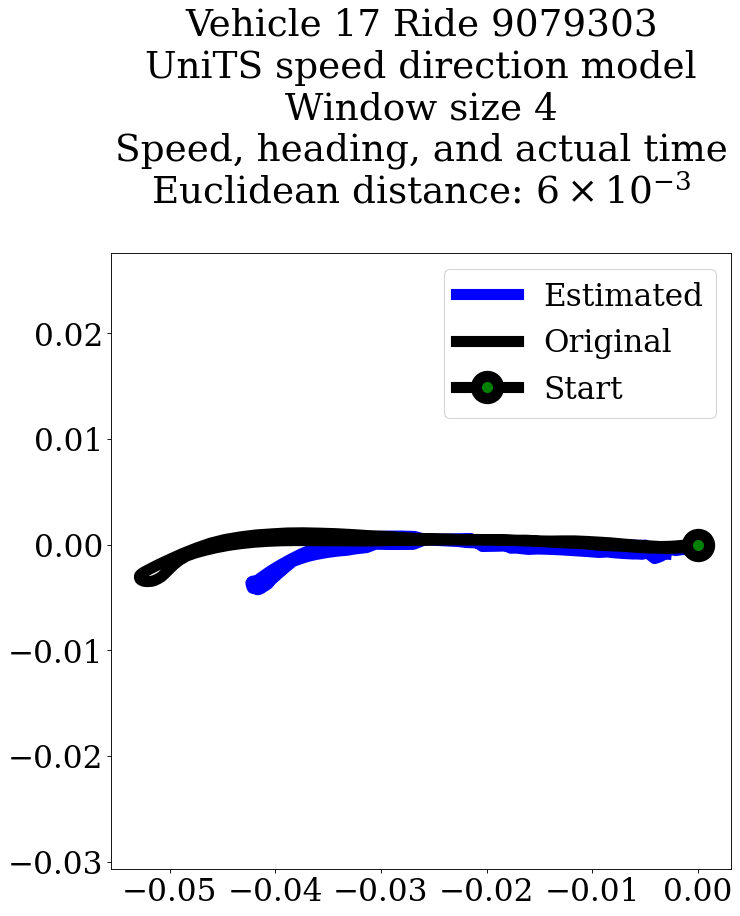 Vehicle 17 Ride 9079303
UniTS speed direction model
Window size 4
Speed, heading, and actual time
Euclidean distance: 6 × 10⁻³
Estimated
Original
Start
0.02
0.01
0.00
−0.01
−0.02
−0.03
−0.05 −0.04 −0.03 −0.02 −0.01 0.00